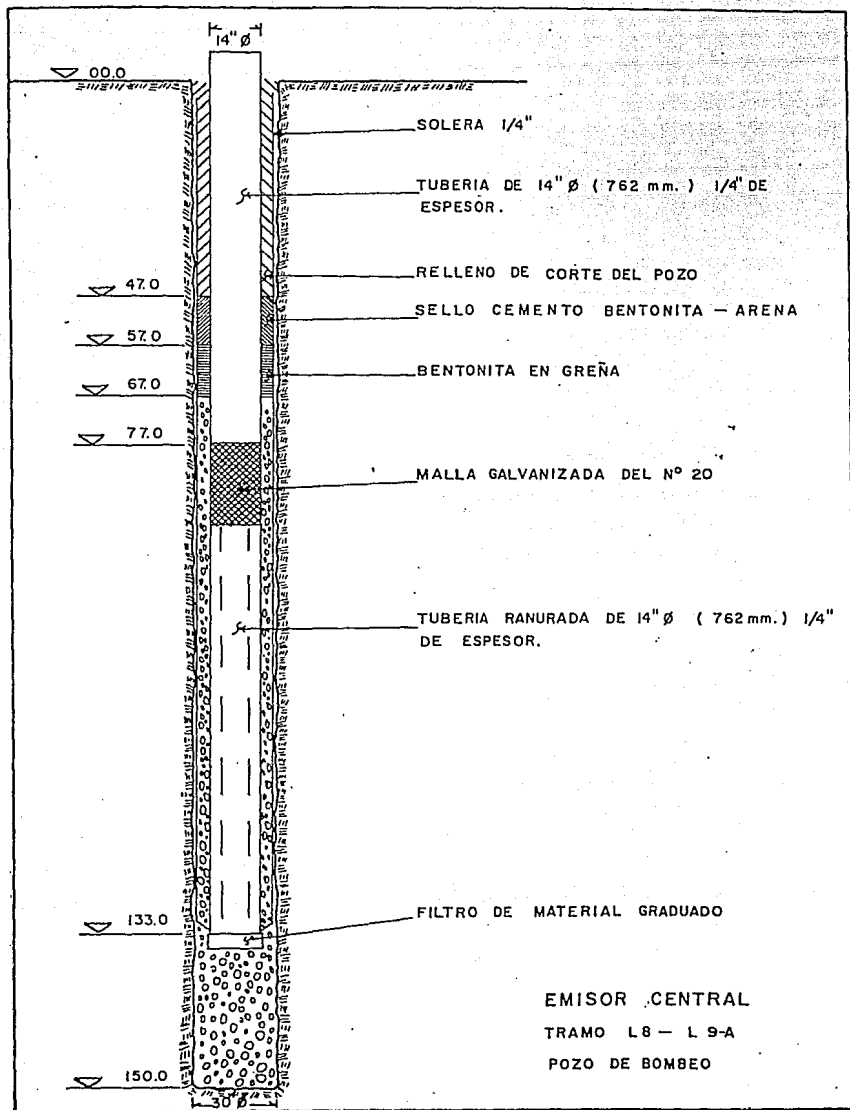 14" Ø
00.0
SOLERA 1/4"
TUBERIA DE 14" Ø ( 762 mm. ) 1/4" DE
ESPESOR.
RELLENO DE CORTE DEL POZO
47.0
SELLO CEMENTO BENTONITA — ARENA
57.0
BENTONITA EN GREÑA
67.0
77.0
MALLA GALVANIZADA DEL N° 20
TUBERIA RANURADA DE 14" Ø ( 762 mm. ) 1/4"
DE ESPESOR.
133.0
FILTRO DE MATERIAL GRADUADO
EMISOR CENTRAL
TRAMO L 8 — L 9-A
POZO DE BOMBEO
150.0
30 Ø